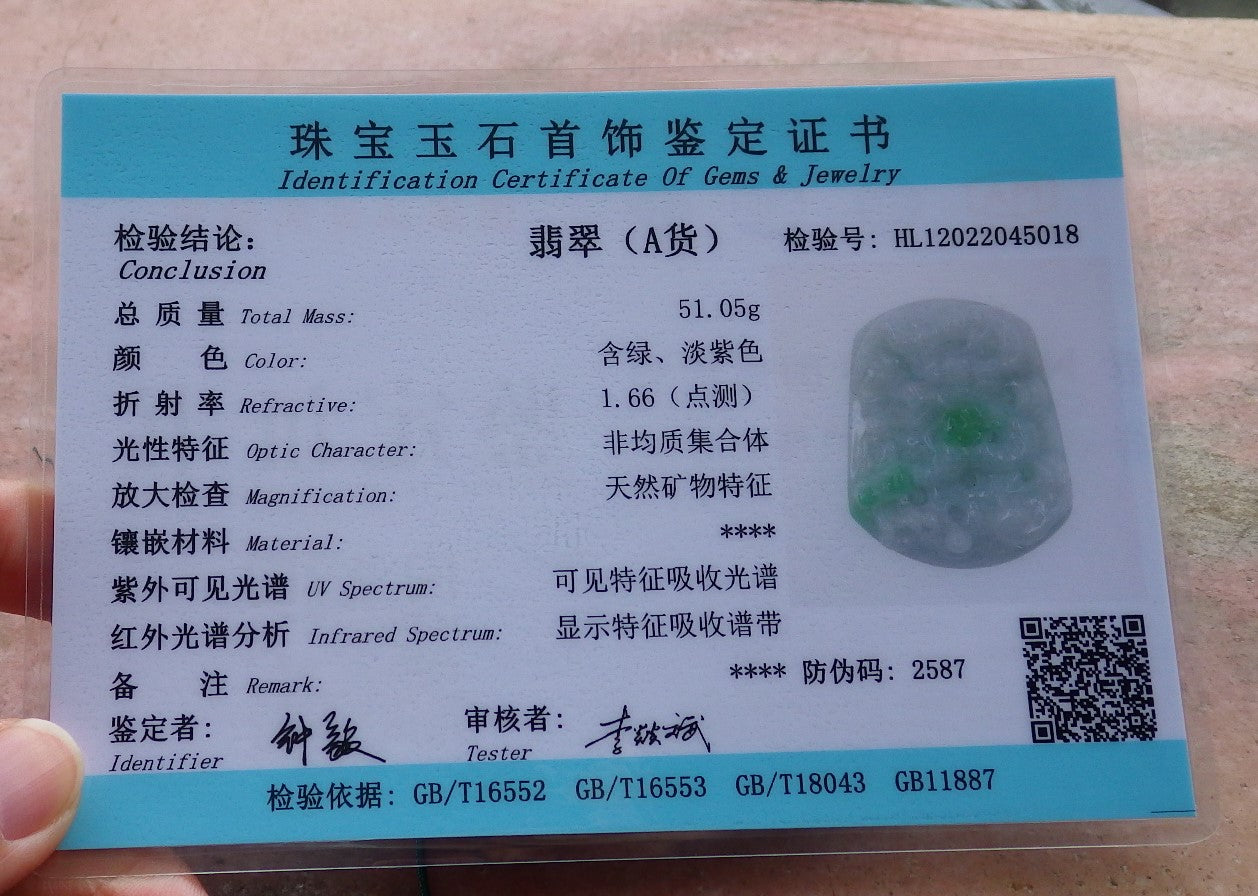 珠宝玉石首饰鉴定证书
Identification Certificate Of Gems & Jewelry
检验结论: 翡翠（A货） 检验号: HL12022045018
Conclusion
总质量 Total Mass: 51.05g
颜色 Color: 含绿、淡紫色
折射率 Refractive: 1.66（点测）
光性特征 Optic Character: 非均质集合体
放大检查 Magnification: 天然矿物特征
镶嵌材料 Material: ****
紫外可见光谱 UV Spectrum: 可见特征吸收光谱
红外光谱分析 Infrared Spectrum: 显示特征吸收谱带
备注 Remark: **** 防伪码: 2587
鉴定者: 审核者:
Identifier Tester
检验依据: GB/T16552 GB/T16553 GB/T18043 GB11887